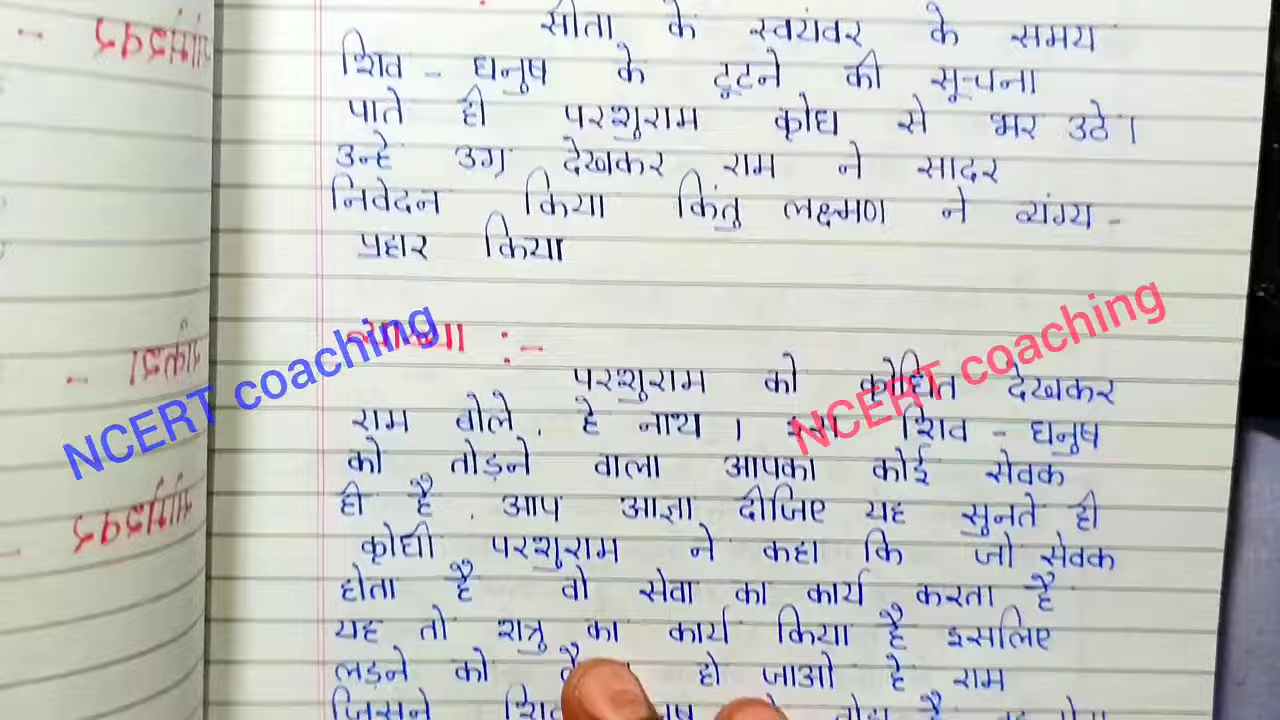 सीता के स्वयंवर के समय
शिव - धनुष के टूटने की सूचना
पाते ही परशुराम क्रोध से भर उठे।
उन्हे उग्र देखकर राम ने सादर
निवेदन किया किंतु लक्ष्मण ने व्यंग्य -
प्रहार किया
व्याख्या :-
परशुराम को क्रोधित देखकर
राम बोले . हे नाथ । इस शिव - धनुष
को तोड़ने वाला आपका कोई सेवक
ही है . आप आज्ञा दीजिए यह सुनते ही
क्रोधी परशुराम ने कहा कि जो सेवक
होता है वो सेवा का कार्य करता है
यह तो शत्रु का कार्य किया है इसलिए
लड़ने को हो जाओ हे राम
जिसने
NCERT coaching
NCERT coaching